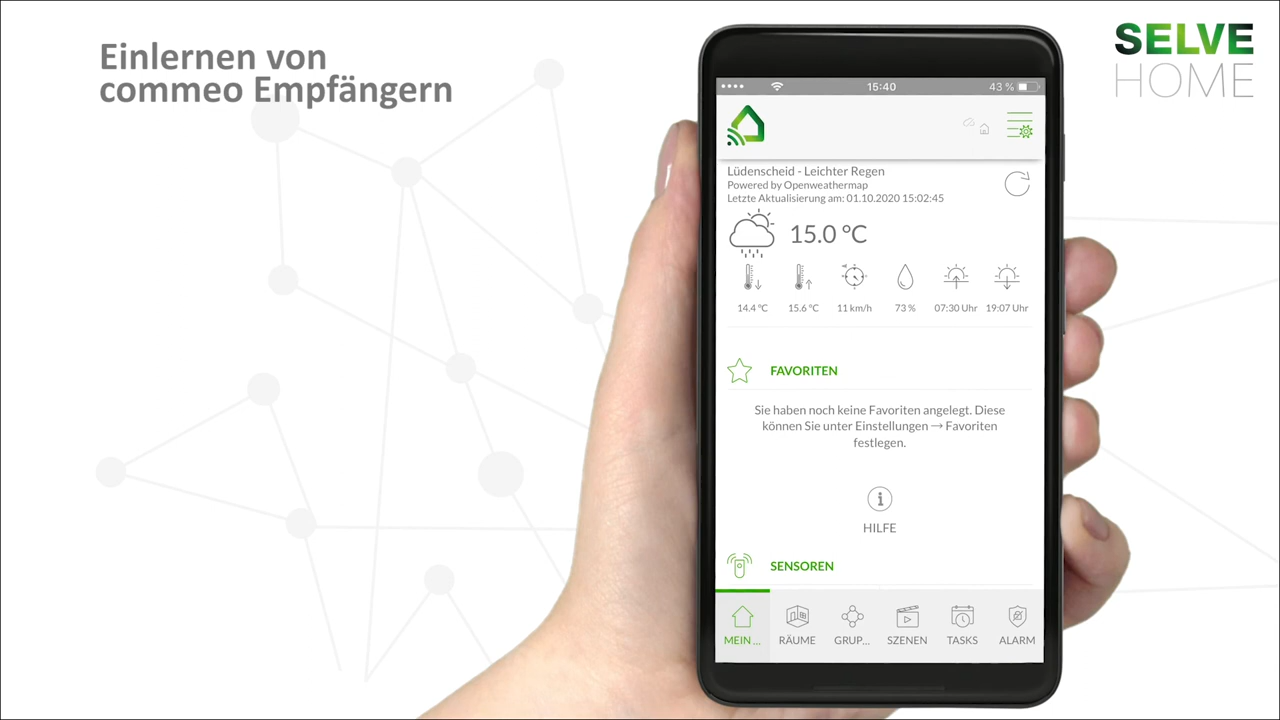 Einlernen von
commeo Empfängern
SELVE
HOME
15:40
43 %
Lüdenscheid - Leichter Regen
Powered by Openweathermap
Letzte Aktualisierung am: 01.10.2020 15:02:45
15.0 °C
14.4 °C 15.6 °C 11 km/h 73 % 07:30 Uhr 19:07 Uhr
FAVORITEN
Sie haben noch keine Favoriten angelegt. Diese
können Sie unter Einstellungen → Favoriten
festlegen.
HILFE
SENSOREN
MEIN ... RÄUME GRUP... SZENEN TASKS ALARM